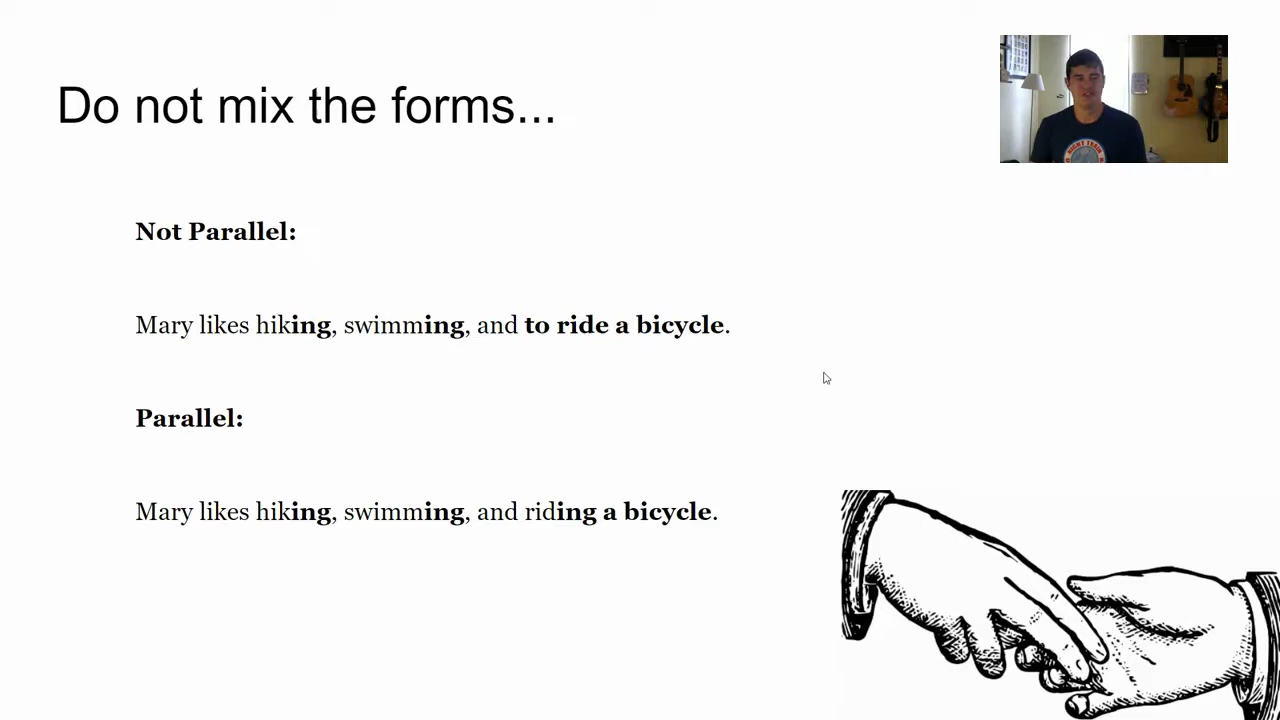 Do not mix the forms...
Not Parallel:
Mary likes hiking, swimming, and to ride a bicycle.
Parallel:
Mary likes hiking, swimming, and riding a bicycle.